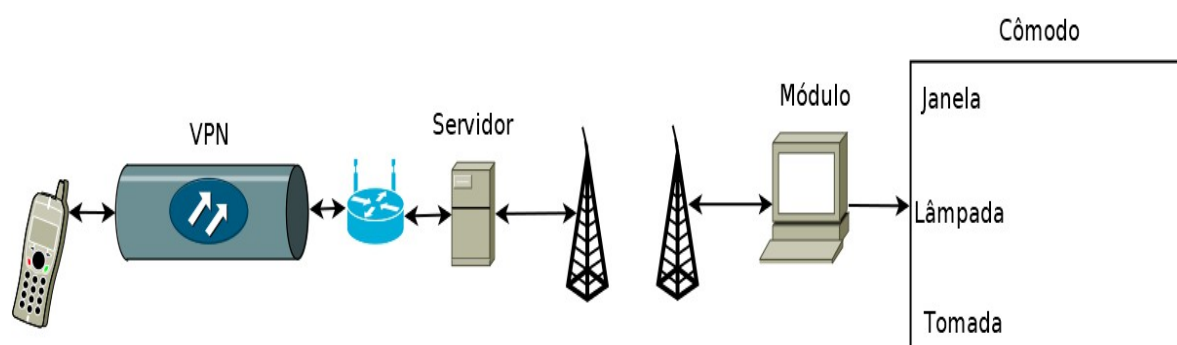 Cômodo
Módulo
Janela
Servidor
VPN
Lâmpada
Tomada